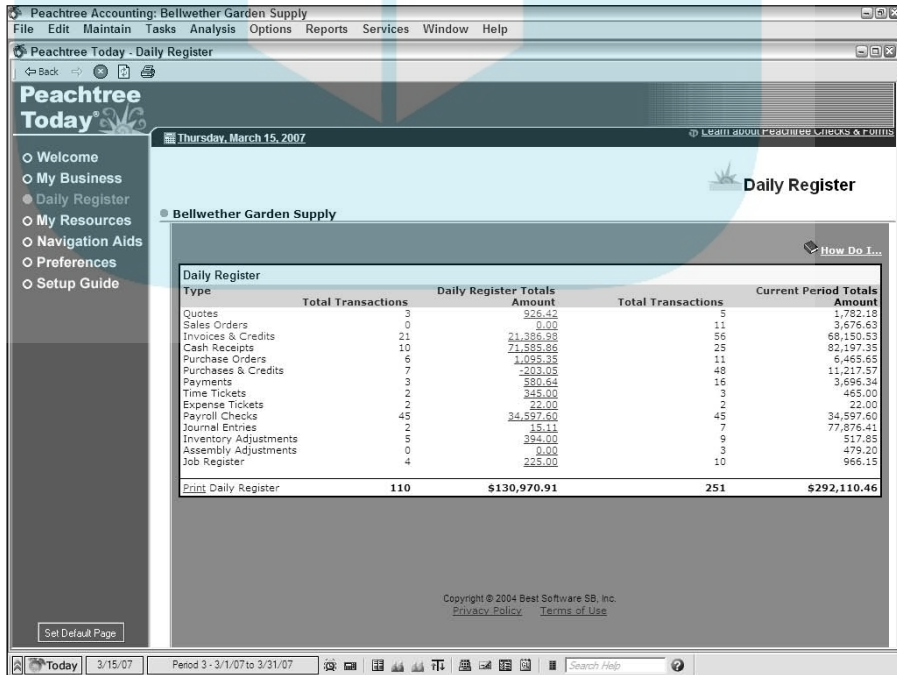 Peachtree Accounting: Bellwether Garden Supply
File Edit Maintain Tasks Analysis Options Reports Services Window Help
Peachtree Today - Daily Register
Back
Peachtree
Today®
Thursday, March 15, 2007
Learn about Peachtree Checks & Forms
Welcome
My Business
Daily Register
My Resources
Navigation Aids
Preferences
Setup Guide
Daily Register
Bellwether Garden Supply
How Do I...
Daily Register
Type Daily Register Totals Current Period Totals
Total Transactions Amount Total Transactions Amount
Quotes 3 926.42 5 1,782.18
Sales Orders 0 0.00 11 3,676.63
Invoices & Credits 21 21,386.98 56 68,150.53
Cash Receipts 10 71,585.86 25 82,197.35
Purchase Orders 6 1,095.35 11 6,465.65
Purchases & Credits 7 -203.05 48 11,217.57
Payments 3 580.64 16 3,696.34
Time Tickets 2 345.00 3 465.00
Expense Tickets 2 22.00 2 22.00
Payroll Checks 45 34,597.60 45 34,597.60
Journal Entries 2 15.11 7 77,876.41
Inventory Adjustments 5 394.00 9 517.85
Assembly Adjustments 0 0.00 3 479.20
Job Register 4 225.00 10 966.15
Print Daily Register 110 $130,970.91 251 $292,110.46
Copyright © 2004 Best Software SB, Inc.
Privacy Policy Terms of Use
Set Default Page
Today 3/15/07 Period 3 - 3/1/07 to 3/31/07 Search Help